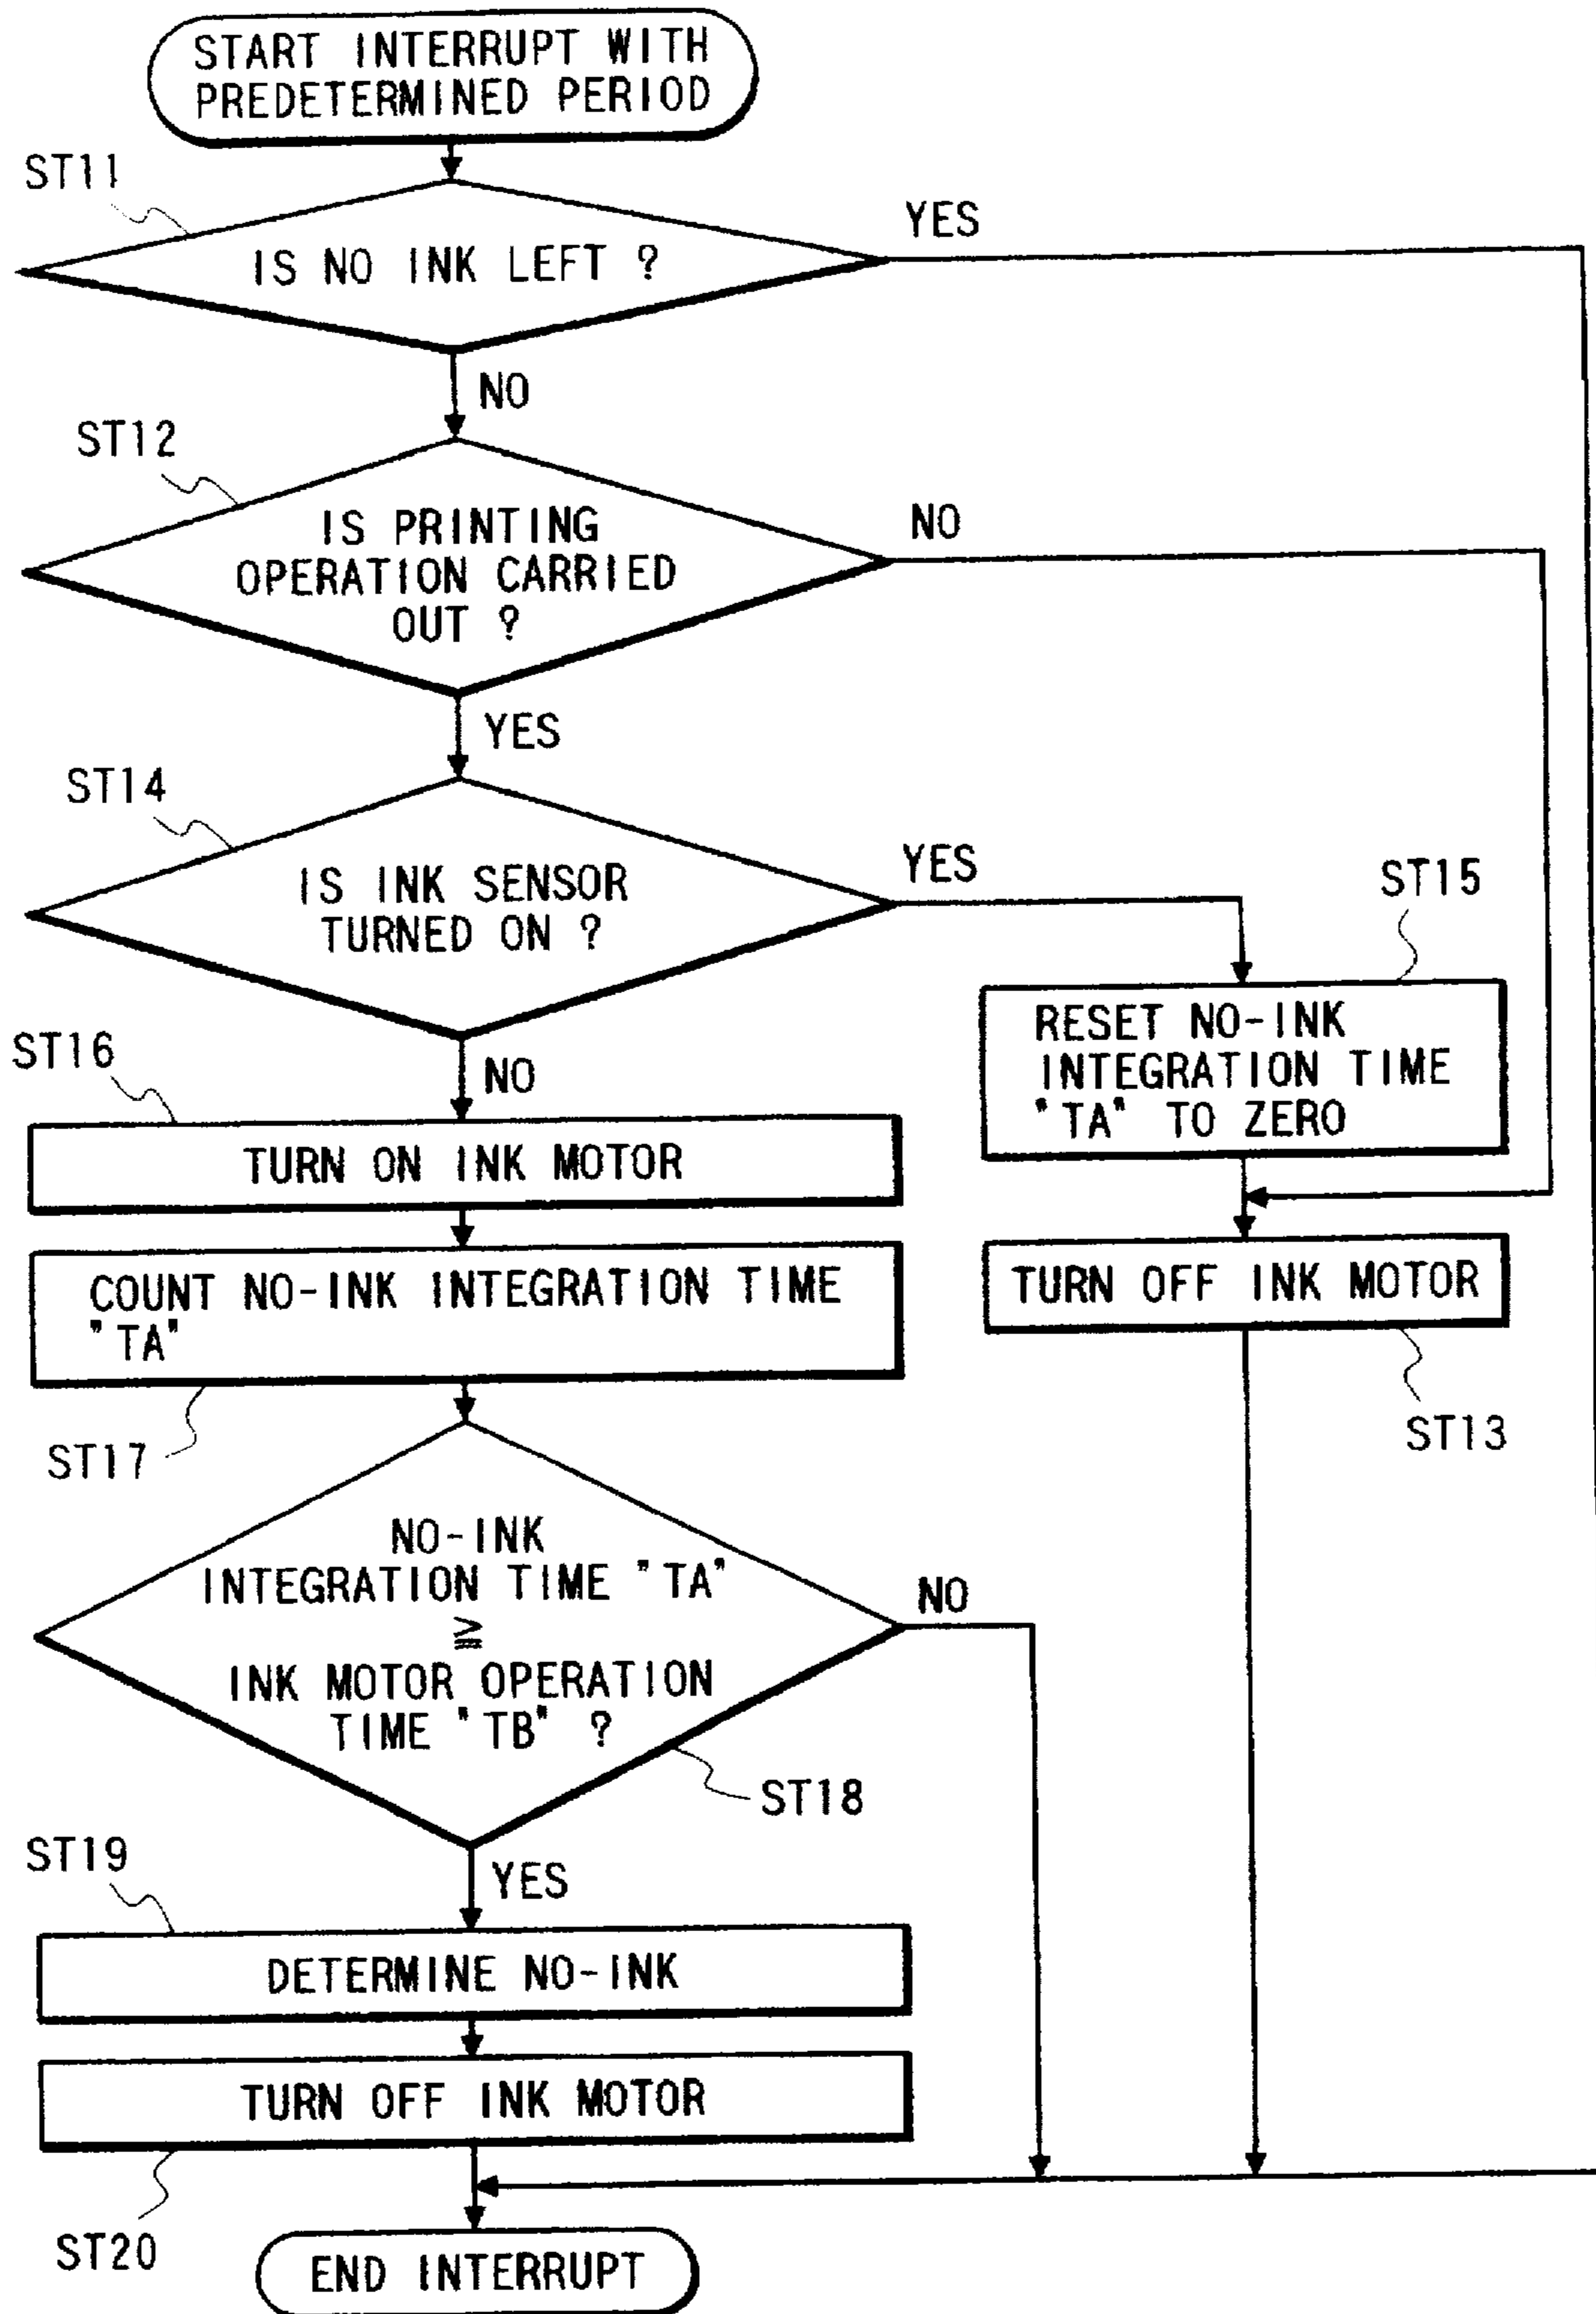 START INTERRUPT WITH
PREDETERMINED PERIOD
ST11
IS NO INK LEFT ?
YES
NO
ST12
IS PRINTING
OPERATION CARRIED
OUT ?
NO
YES
ST14
IS INK SENSOR
TURNED ON ?
YES
ST15
RESET NO-INK
INTEGRATION TIME
"TA" TO ZERO
NO
ST16
TURN ON INK MOTOR
COUNT NO-INK INTEGRATION TIME
"TA"
ST17
TURN OFF INK MOTOR
ST13
NO-INK
INTEGRATION TIME "TA"
≧
INK MOTOR OPERATION
TIME "TB" ?
NO
ST18
YES
ST19
DETERMINE NO-INK
TURN OFF INK MOTOR
ST20
END INTERRUPT